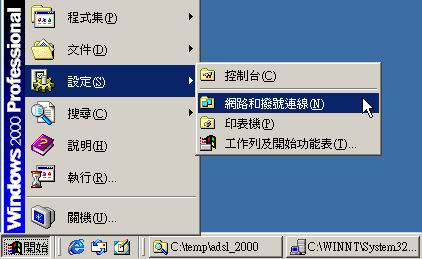 Windows 2000 Professional
程式集(P)
文件(D)
設定(S)
搜尋(C)
說明(H)
執行(R)...
關機(U)...
控制台(C)
網路和撥號連線(N)
印表機(P)
工作列及開始功能表(T)...
開始
C:\temp\adsl_2000
C:\WINNT\System32...